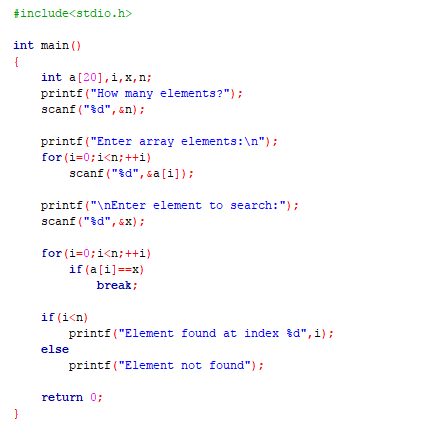 #include<stdio.h>
int main()
{
int a[20],i,x,n;
printf("How many elements?");
scanf("%d",&n);
printf("Enter array elements:\n");
for(i=0;i<n;++i)
scanf("%d",&a[i]);
printf("\nEnter element to search:");
scanf("%d",&x);
for(i=0;i<n;++i)
if(a[i]==x)
break;
if(i<n)
printf("Element found at index %d",i);
else
printf("Element not found");
return 0;
}